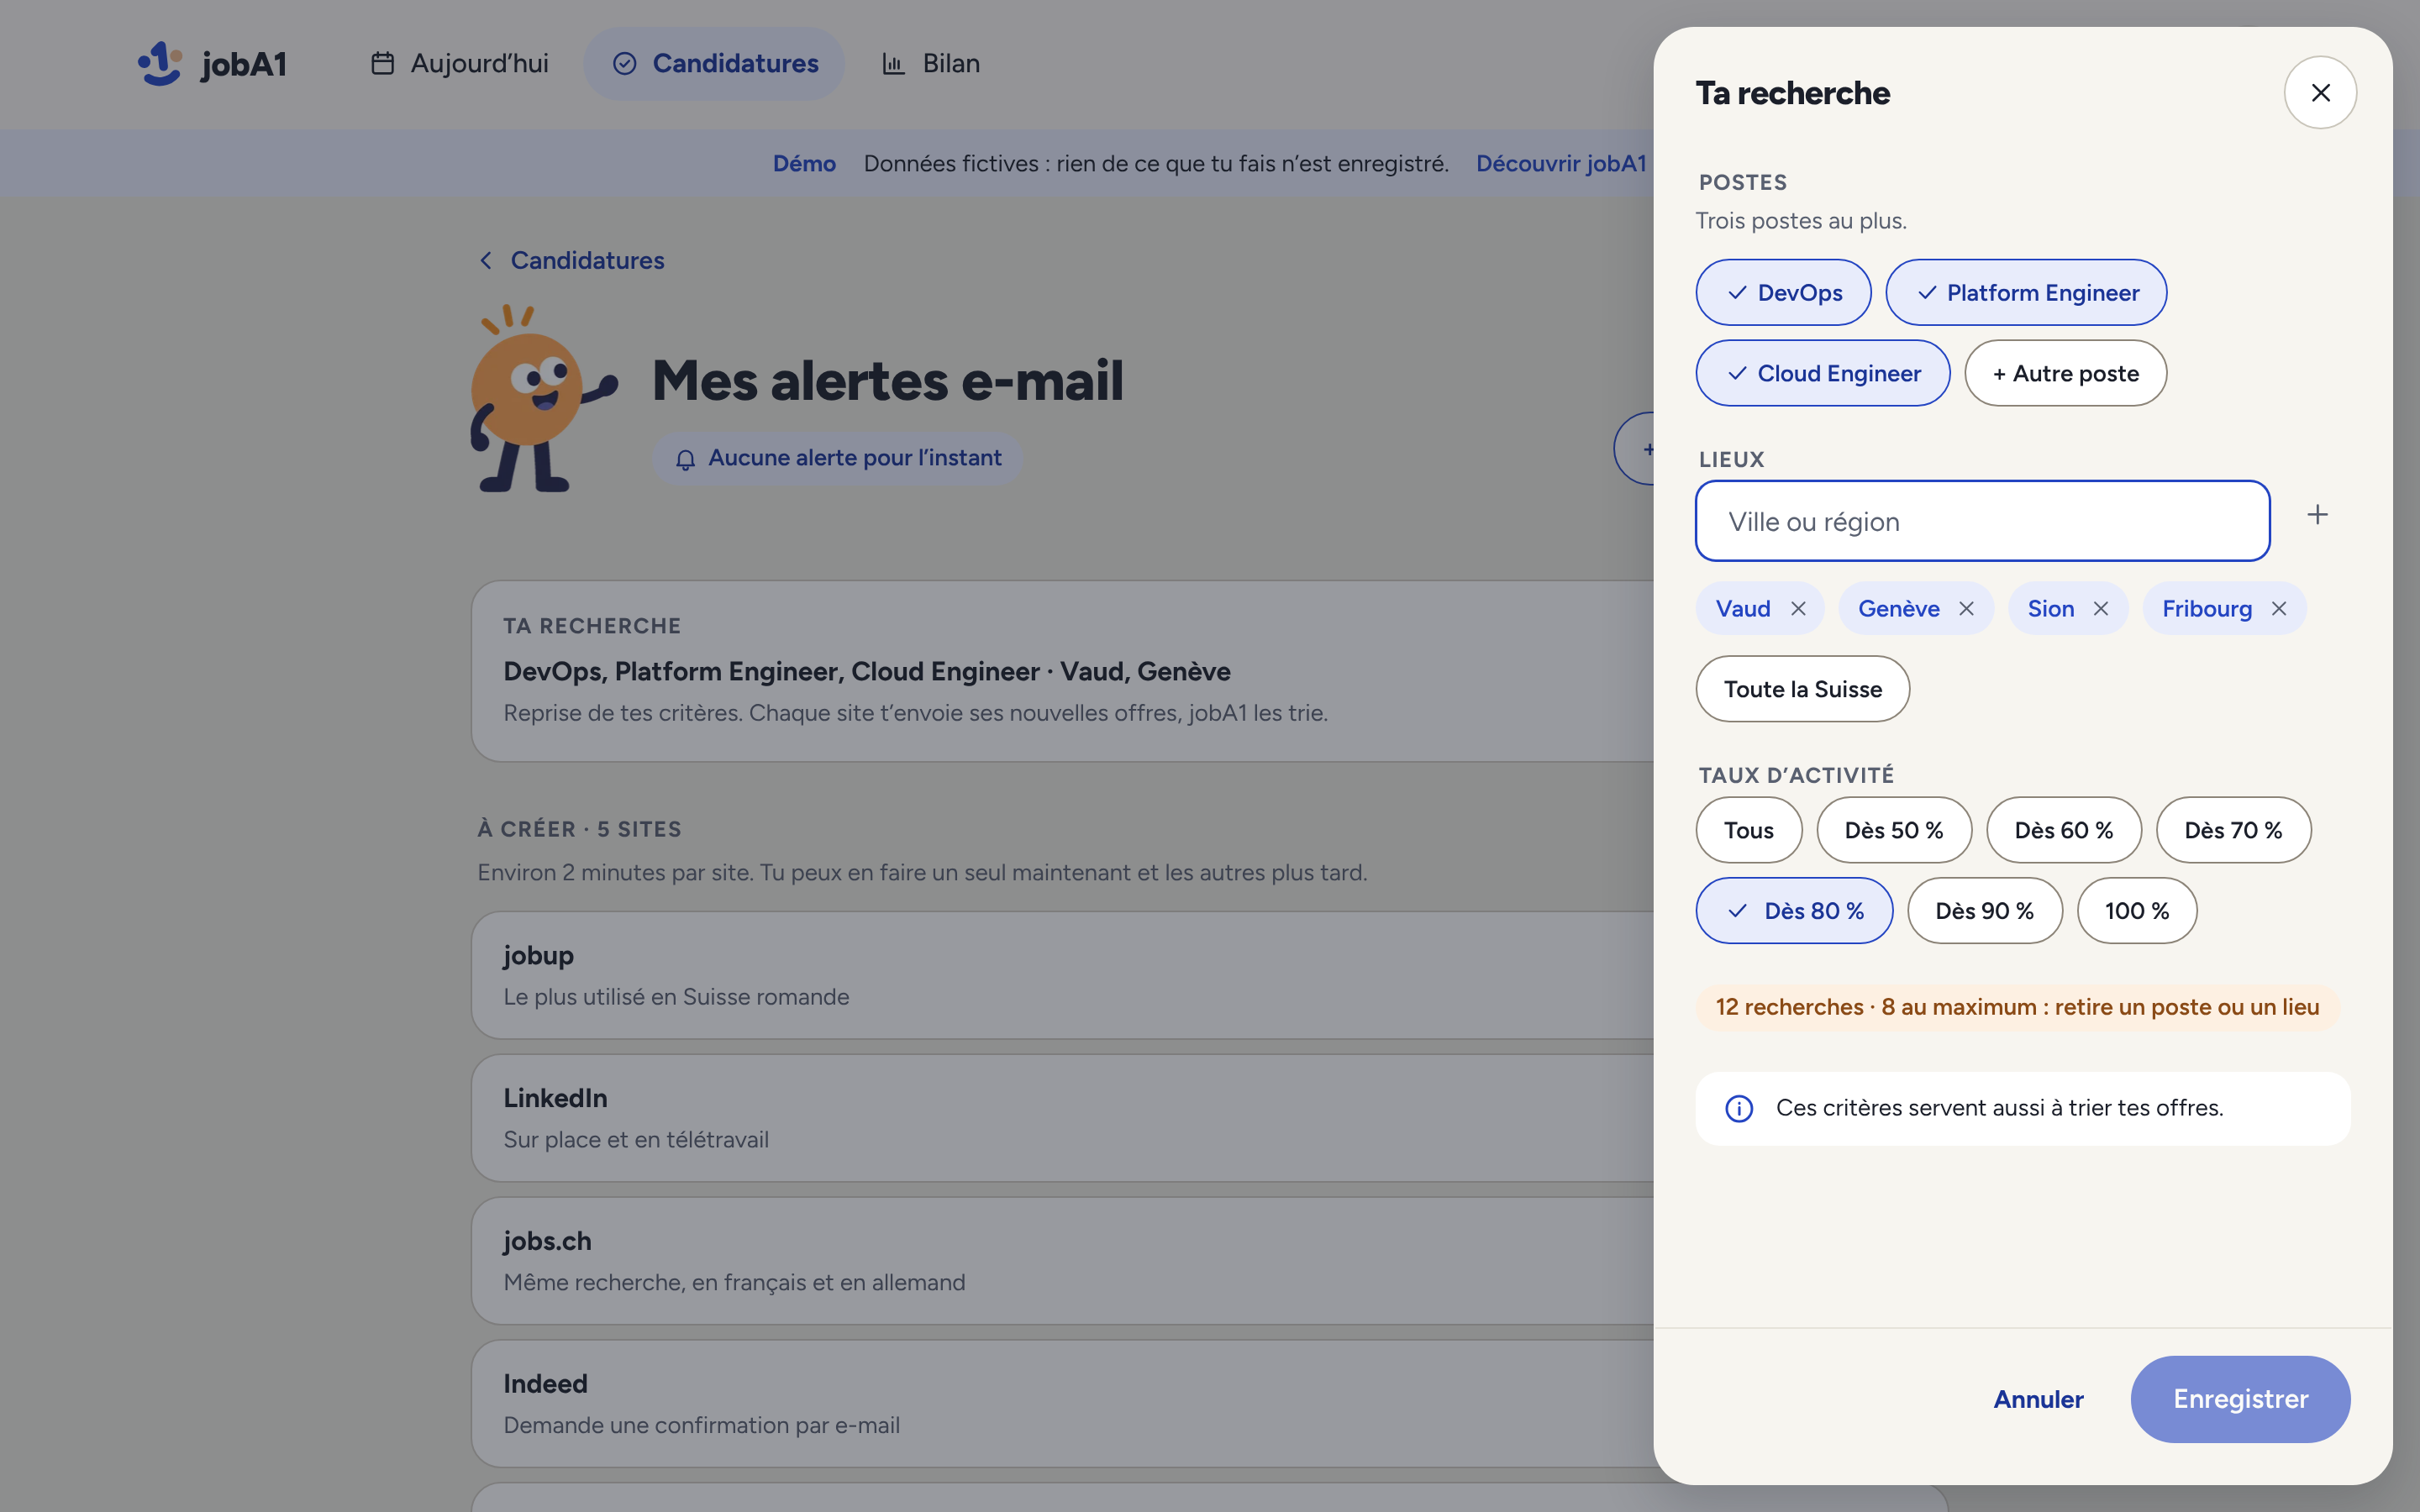 jobA1
Aujourd’hui
Candidatures
Bilan
Démo Données fictives : rien de ce que tu fais n’est enregistré. Découvrir jobA1
Candidatures
Mes alertes e-mail
Aucune alerte pour l’instant
+
TA RECHERCHE
DevOps, Platform Engineer, Cloud Engineer · Vaud, Genève
Reprise de tes critères. Chaque site t’envoie ses nouvelles offres, jobA1 les trie.
À CRÉER · 5 SITES
Environ 2 minutes par site. Tu peux en faire un seul maintenant et les autres plus tard.
jobup
Le plus utilisé en Suisse romande
LinkedIn
Sur place et en télétravail
jobs.ch
Même recherche, en français et en allemand
Indeed
Demande une confirmation par e-mail
Ta recherche
POSTES
Trois postes au plus.
DevOps Platform Engineer
Cloud Engineer + Autre poste
LIEUX
Ville ou région
Vaud Genève Sion Fribourg
Toute la Suisse
TAUX D’ACTIVITÉ
Tous Dès 50 % Dès 60 % Dès 70 %
Dès 80 % Dès 90 % 100 %
12 recherches · 8 au maximum : retire un poste ou un lieu
Ces critères servent aussi à trier tes offres.
Annuler Enregistrer